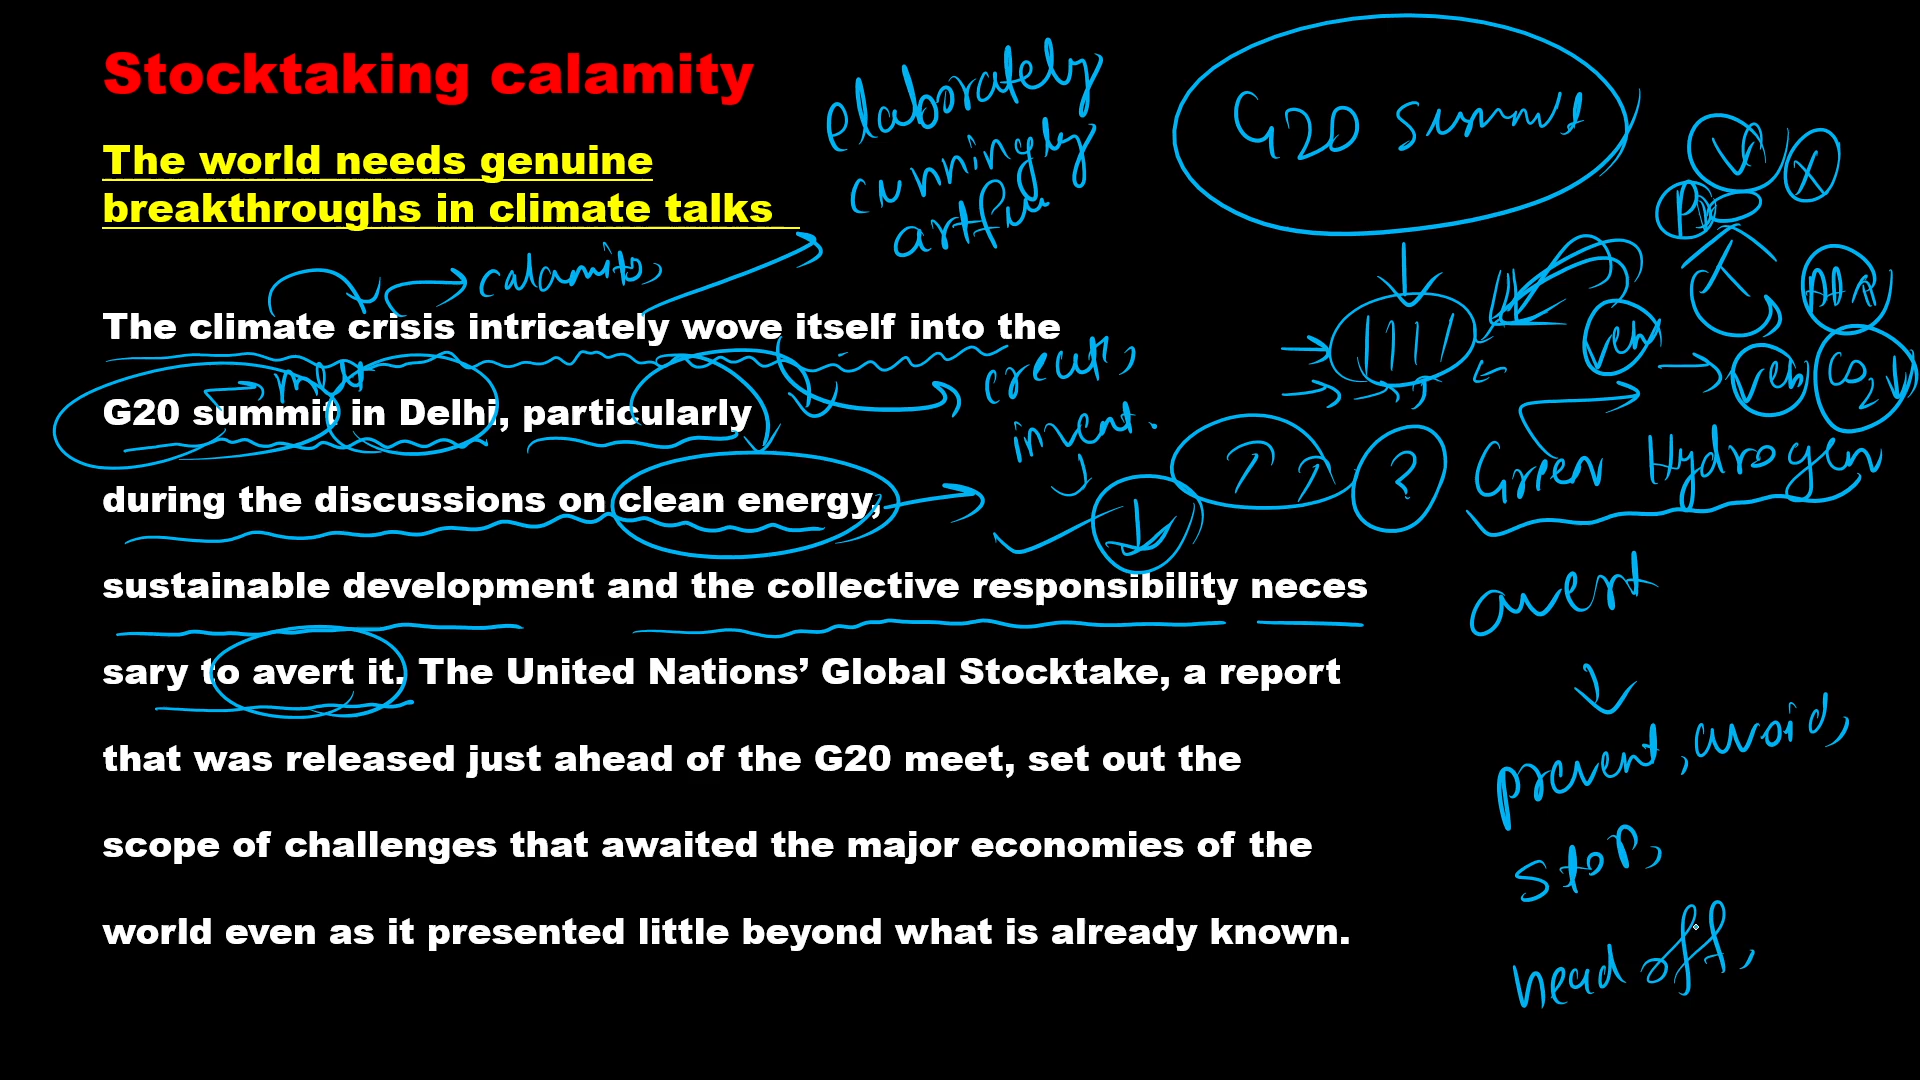 Stocktaking calamity
The world needs genuine
breakthroughs in climate talks
elaborately
cunningly
G20 summit
calamity,
The climate crisis intricately wove itself into the
meet
create,
invent.
G20 summit in Delhi, particularly
CO2 ↓
?
Green Hydrogen
during the discussions on clean energy,
sustainable development and the collective responsibility neces
avert
sary to avert it. The United Nations’ Global Stocktake, a report
prevent, avoid,
that was released just ahead of the G20 meet, set out the
stop,
scope of challenges that awaited the major economies of the
head off,
world even as it presented little beyond what is already known.